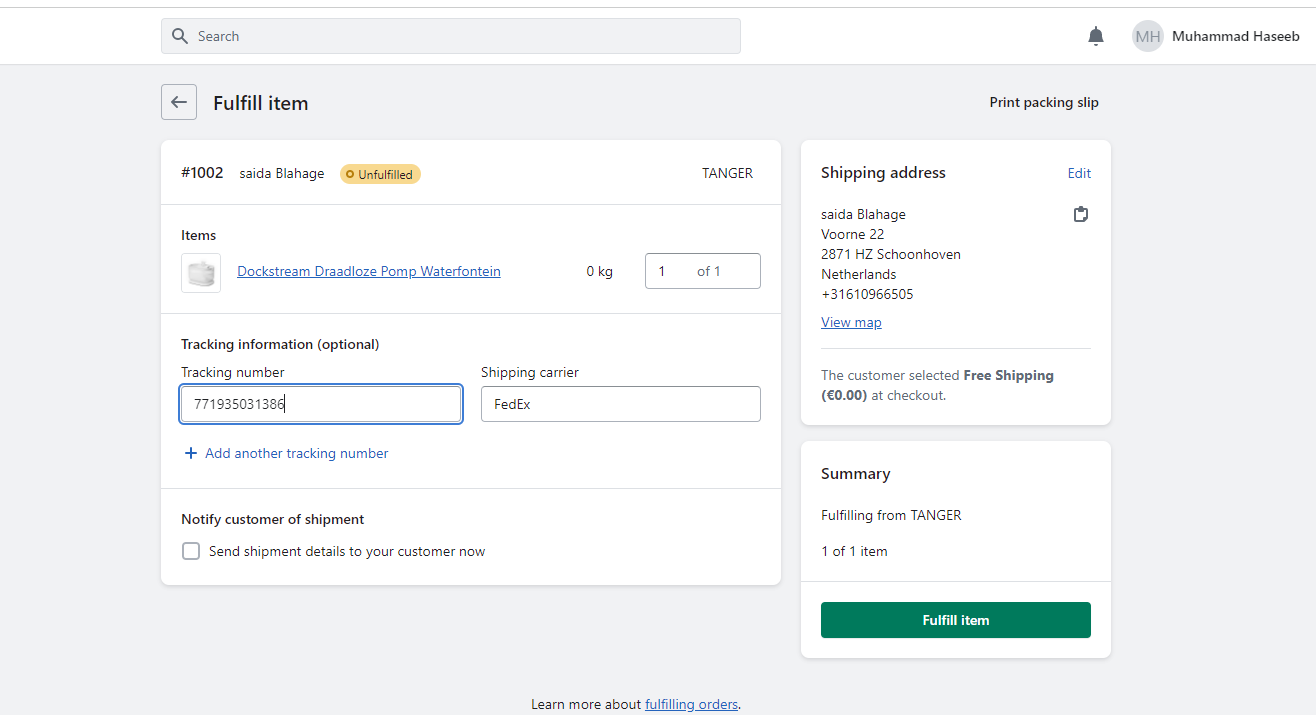 Search
MH Muhammad Haseeb
Fulfill item
Print packing slip
#1002 saida Blahage Unfulfilled TANGER
Items
Dockstream Draadloze Pomp Waterfontein 0 kg 1 of 1
Tracking information (optional)
Tracking number Shipping carrier
771935031386 FedEx
Add another tracking number
Notify customer of shipment
Send shipment details to your customer now
Shipping address Edit
saida Blahage
Voorne 22
2871 HZ Schoonhoven
Netherlands
+31610966505
View map
The customer selected Free Shipping
(€0.00) at checkout.
Summary
Fulfilling from TANGER
1 of 1 item
Fulfill item
Learn more about fulfilling orders.